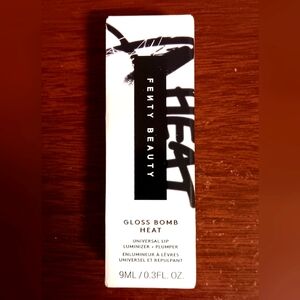 HEAT
FENTY BEAUTY
GLOSS BOMB
HEAT
UNIVERSAL LIP
LUMINIZER + PLUMPER
ENLUMINEUR À LÈVRES
UNIVERSEL ET REPULPANT
9ML / 0.3FL. OZ.